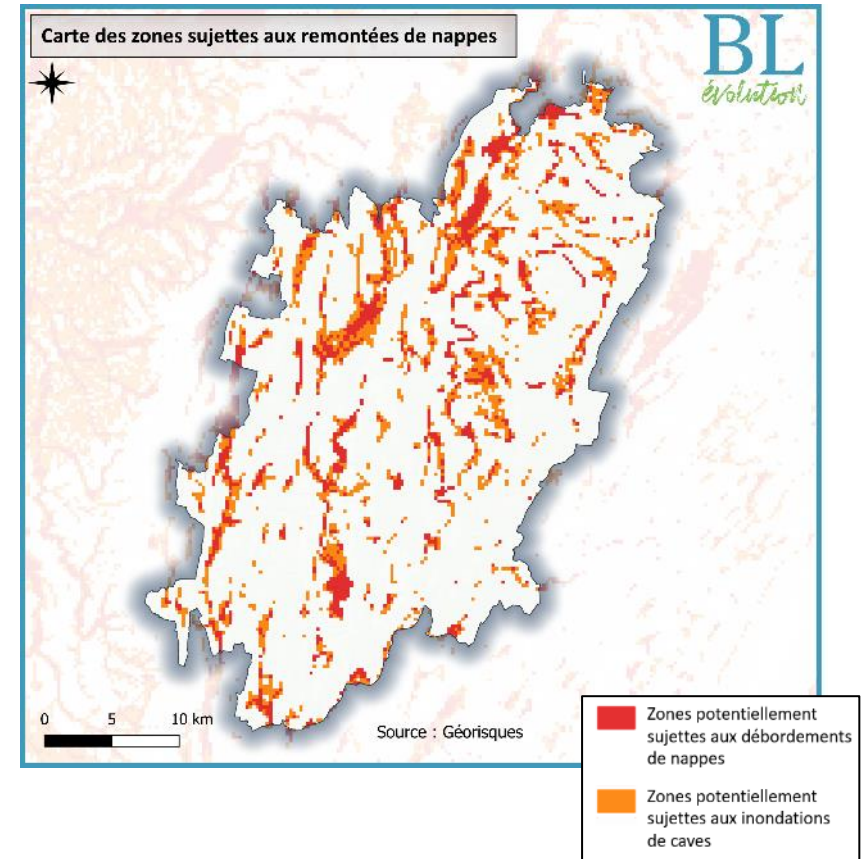 Carte des zones sujettes aux remontées de nappes
BL
évolution
0 5 10 km
Source : Géorisques
Zones potentiellement
sujettes aux débordements
de nappes
Zones potentiellement
sujettes aux inondations
de caves